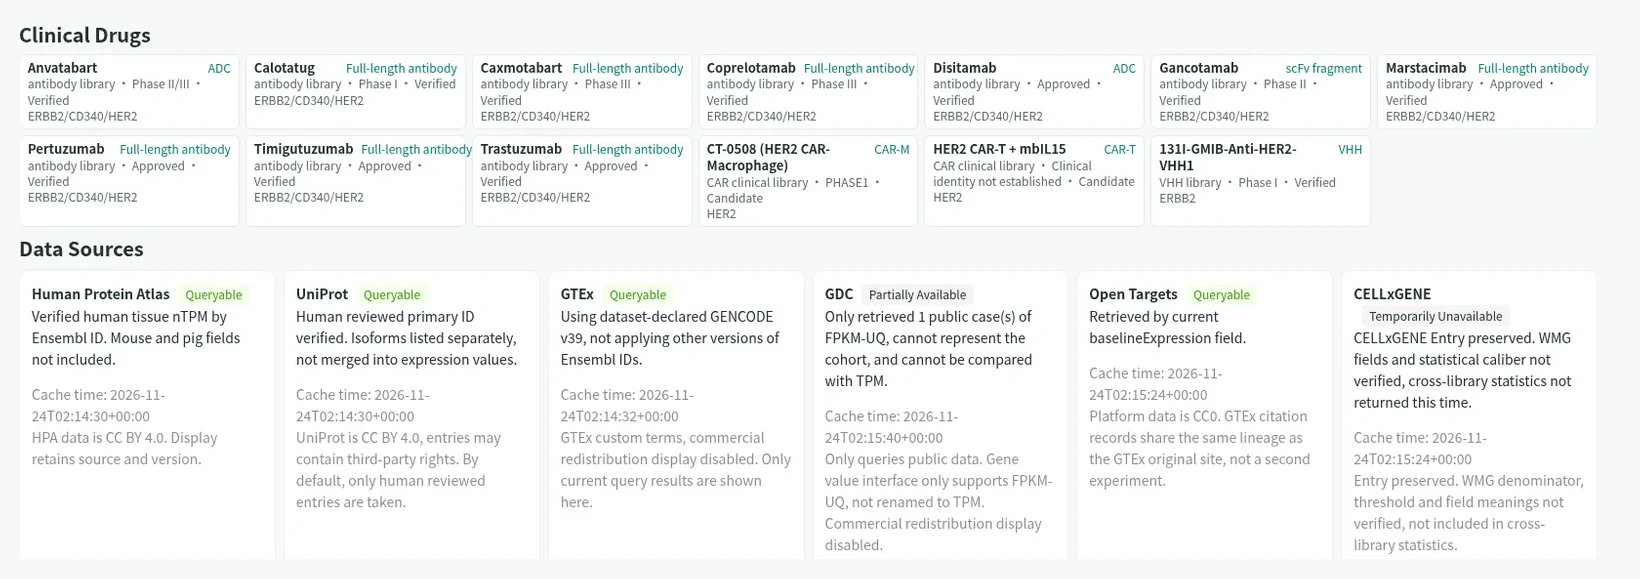 Clinical Drugs
Anvatabart ADC
antibody library • Phase II/III •
Verified
ERBB2/CD340/HER2
Calotatug Full-length antibody
antibody library • Phase I • Verified
ERBB2/CD340/HER2
Caxmotabart Full-length antibody
antibody library • Phase III •
Verified
ERBB2/CD340/HER2
Coprelotamab Full-length antibody
antibody library • Phase III •
Verified
ERBB2/CD340/HER2
Disitamab ADC
antibody library • Approved •
Verified
ERBB2/CD340/HER2
Gancotamab scFv fragment
antibody library • Phase II •
Verified
ERBB2/CD340/HER2
Marstacimab Full-length antibody
antibody library • Approved •
Verified
ERBB2/CD340/HER2
Pertuzumab Full-length antibody
antibody library • Approved •
Verified
ERBB2/CD340/HER2
Timigutuzumab Full-length antibody
antibody library • Approved •
Verified
ERBB2/CD340/HER2
Trastuzumab Full-length antibody
antibody library • Approved •
Verified
ERBB2/CD340/HER2
CT-0508 (HER2 CAR- CAR-M
Macrophage)
CAR clinical library • PHASE1 •
Candidate
HER2
HER2 CAR-T + mbIL15 CAR-T
CAR clinical library • Clinical
identity not established • Candidate
HER2
131I-GMIB-Anti-HER2- VHH
VHH1
VHH library • Phase I • Verified
ERBB2
Data Sources
Human Protein Atlas Queryable
Verified human tissue nTPM by
Ensembl ID. Mouse and pig fields
not included.
Cache time: 2026-11-
24T02:14:30+00:00
HPA data is CC BY 4.0. Display
retains source and version.
UniProt Queryable
Human reviewed primary ID
verified. Isoforms listed separately,
not merged into expression values.
Cache time: 2026-11-
24T02:14:30+00:00
UniProt is CC BY 4.0, entries may
contain third-party rights. By
default, only human reviewed
entries are taken.
GTEx Queryable
Using dataset-declared GENCODE
v39, not applying other versions of
Ensembl IDs.
Cache time: 2026-11-
24T02:14:32+00:00
GTEx custom terms, commercial
redistribution display disabled. Only
current query results are shown
here.
GDC Partially Available
Only retrieved 1 public case(s) of
FPKM-UQ, cannot represent the
cohort, and cannot be compared
with TPM.
Cache time: 2026-11-
24T02:15:40+00:00
Only queries public data. Gene
value interface only supports FPKM-
UQ, not renamed to TPM.
Commercial redistribution display
disabled.
Open Targets Queryable
Retrieved by current
baselineExpression field.
Cache time: 2026-11-
24T02:15:24+00:00
Platform data is CC0. GTEx citation
records share the same lineage as
the GTEx original site, not a second
experiment.
CELLxGENE
Temporarily Unavailable
CELLxGENE Entry preserved. WMG
fields and statistical caliber not
verified, cross-library statistics not
returned this time.
Cache time: 2026-11-
24T02:15:24+00:00
Entry preserved. WMG denominator,
threshold and field meanings not
verified, not included in cross-
library statistics.